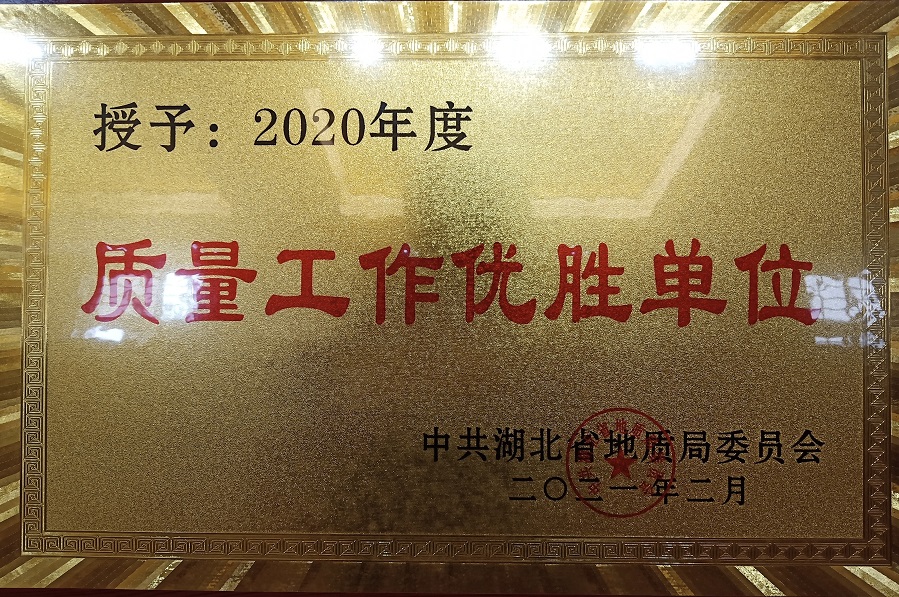 授予：2020年度
质量工作优胜单位
中共湖北省地质局委员会
二〇二一年二月